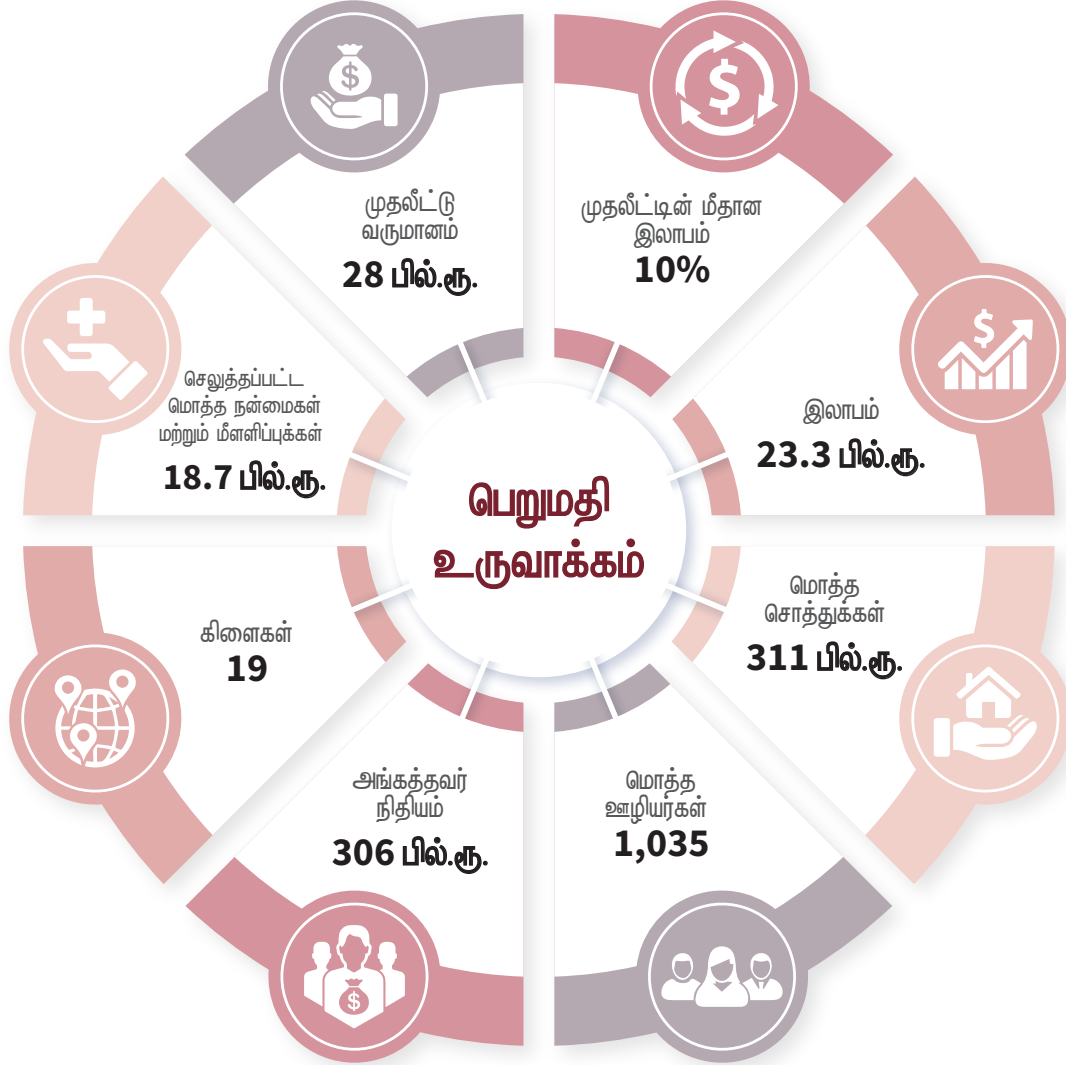 முதலீட்டு
வருமானம்
28 பில்.ரூ.
முதலீட்டின் மீதான
இலாபம்
10%
செலுத்தப்பட்ட
மொத்த நன்மைகள்
மற்றும் மீளளிப்புக்கள்
18.7 பில்.ரூ.
இலாபம்
23.3 பில்.ரூ.
பெறுமதி
உருவாக்கம்
கிளைகள்
19
மொத்த
சொத்துக்கள்
311 பில்.ரூ.
அங்கத்தவர்
நிதியம்
306 பில்.ரூ.
மொத்த
ஊழியர்கள்
1,035